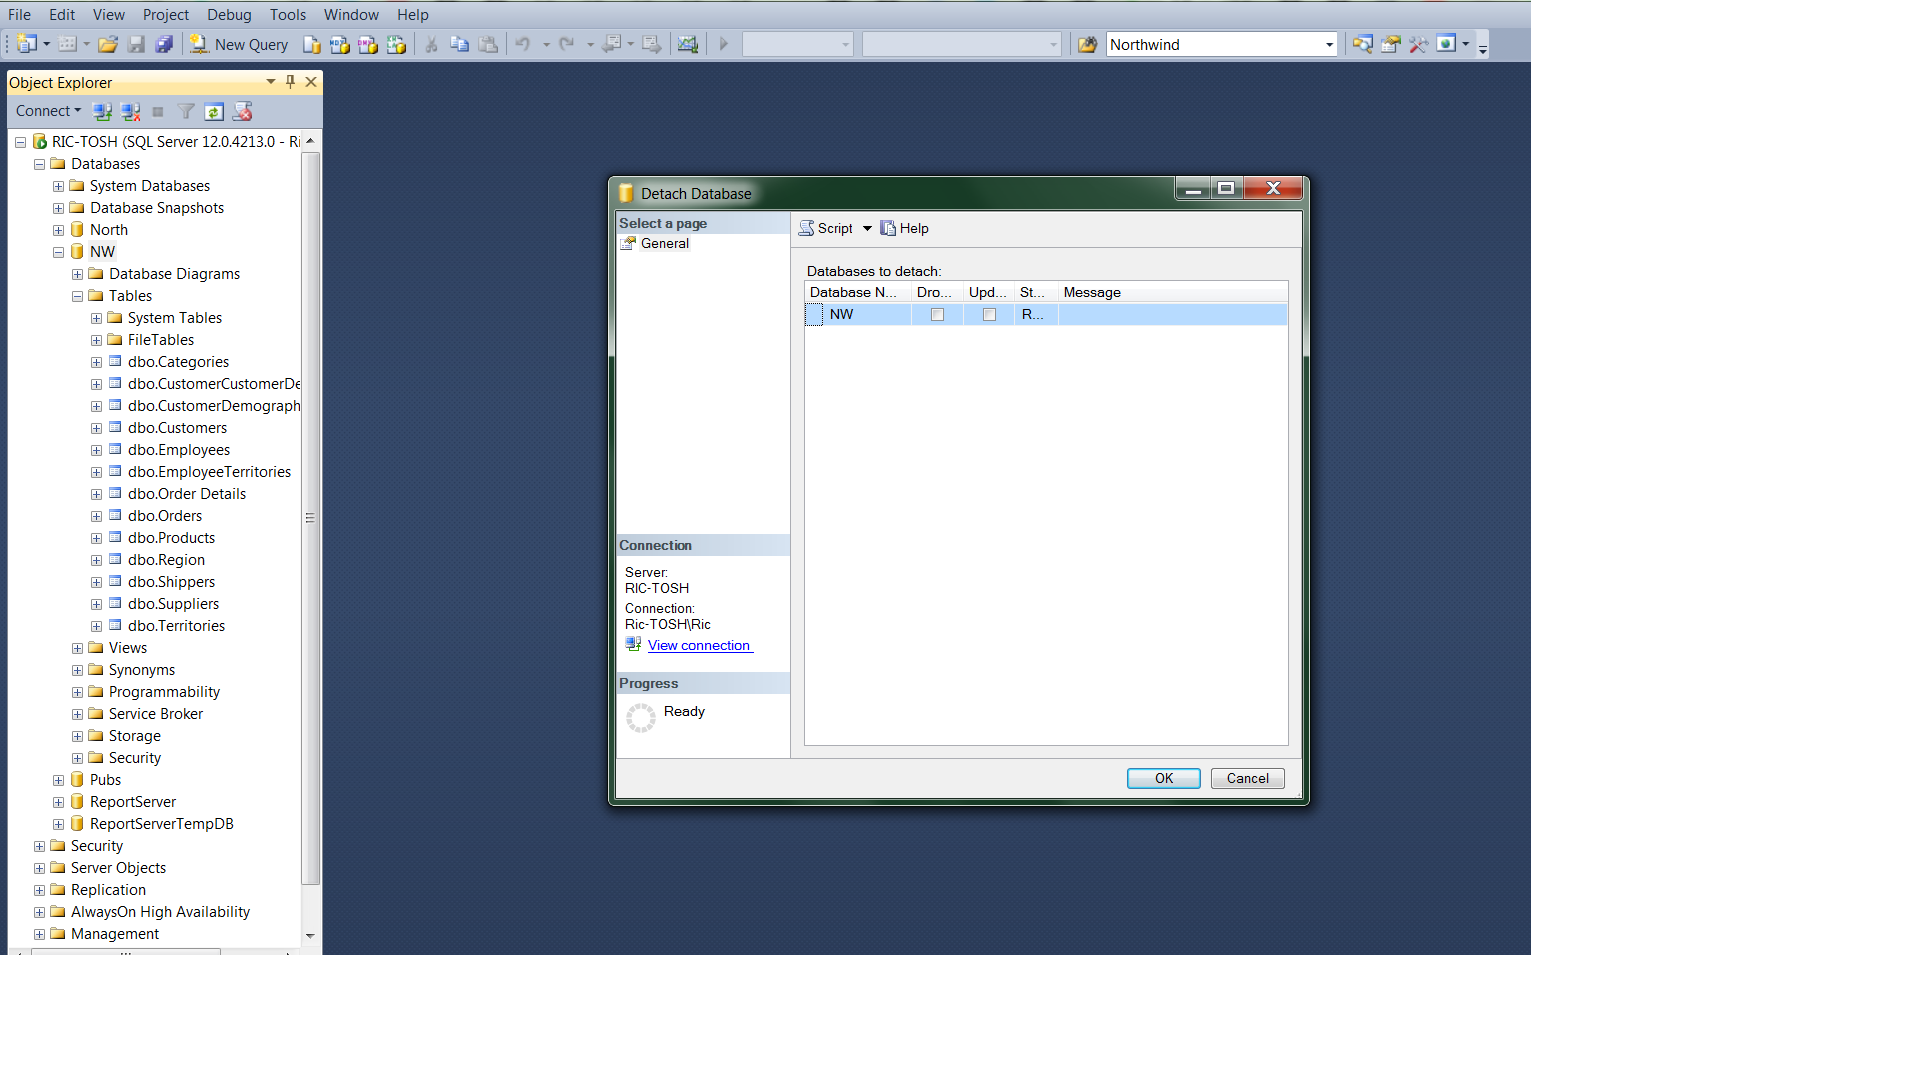 File Edit View Project Debug Tools Window Help
New Query
Northwind
Object Explorer
Connect
RIC-TOSH (SQL Server 12.0.4213.0 - Ri
Databases
System Databases
Database Snapshots
North
NW
Database Diagrams
Tables
System Tables
FileTables
dbo.Categories
dbo.CustomerCustomerDe
dbo.CustomerDemograph
dbo.Customers
dbo.Employees
dbo.EmployeeTerritories
dbo.Order Details
dbo.Orders
dbo.Products
dbo.Region
dbo.Shippers
dbo.Suppliers
dbo.Territories
Views
Synonyms
Programmability
Service Broker
Storage
Security
Pubs
ReportServer
ReportServerTempDB
Security
Server Objects
Replication
AlwaysOn High Availability
Management
Detach Database
Select a page
General
Script Help
Databases to detach:
Database N... Dro... Upd... St... Message
NW R...
Connection
Server:
RIC-TOSH
Connection:
Ric-TOSH\Ric
View connection
Progress
Ready
OK Cancel